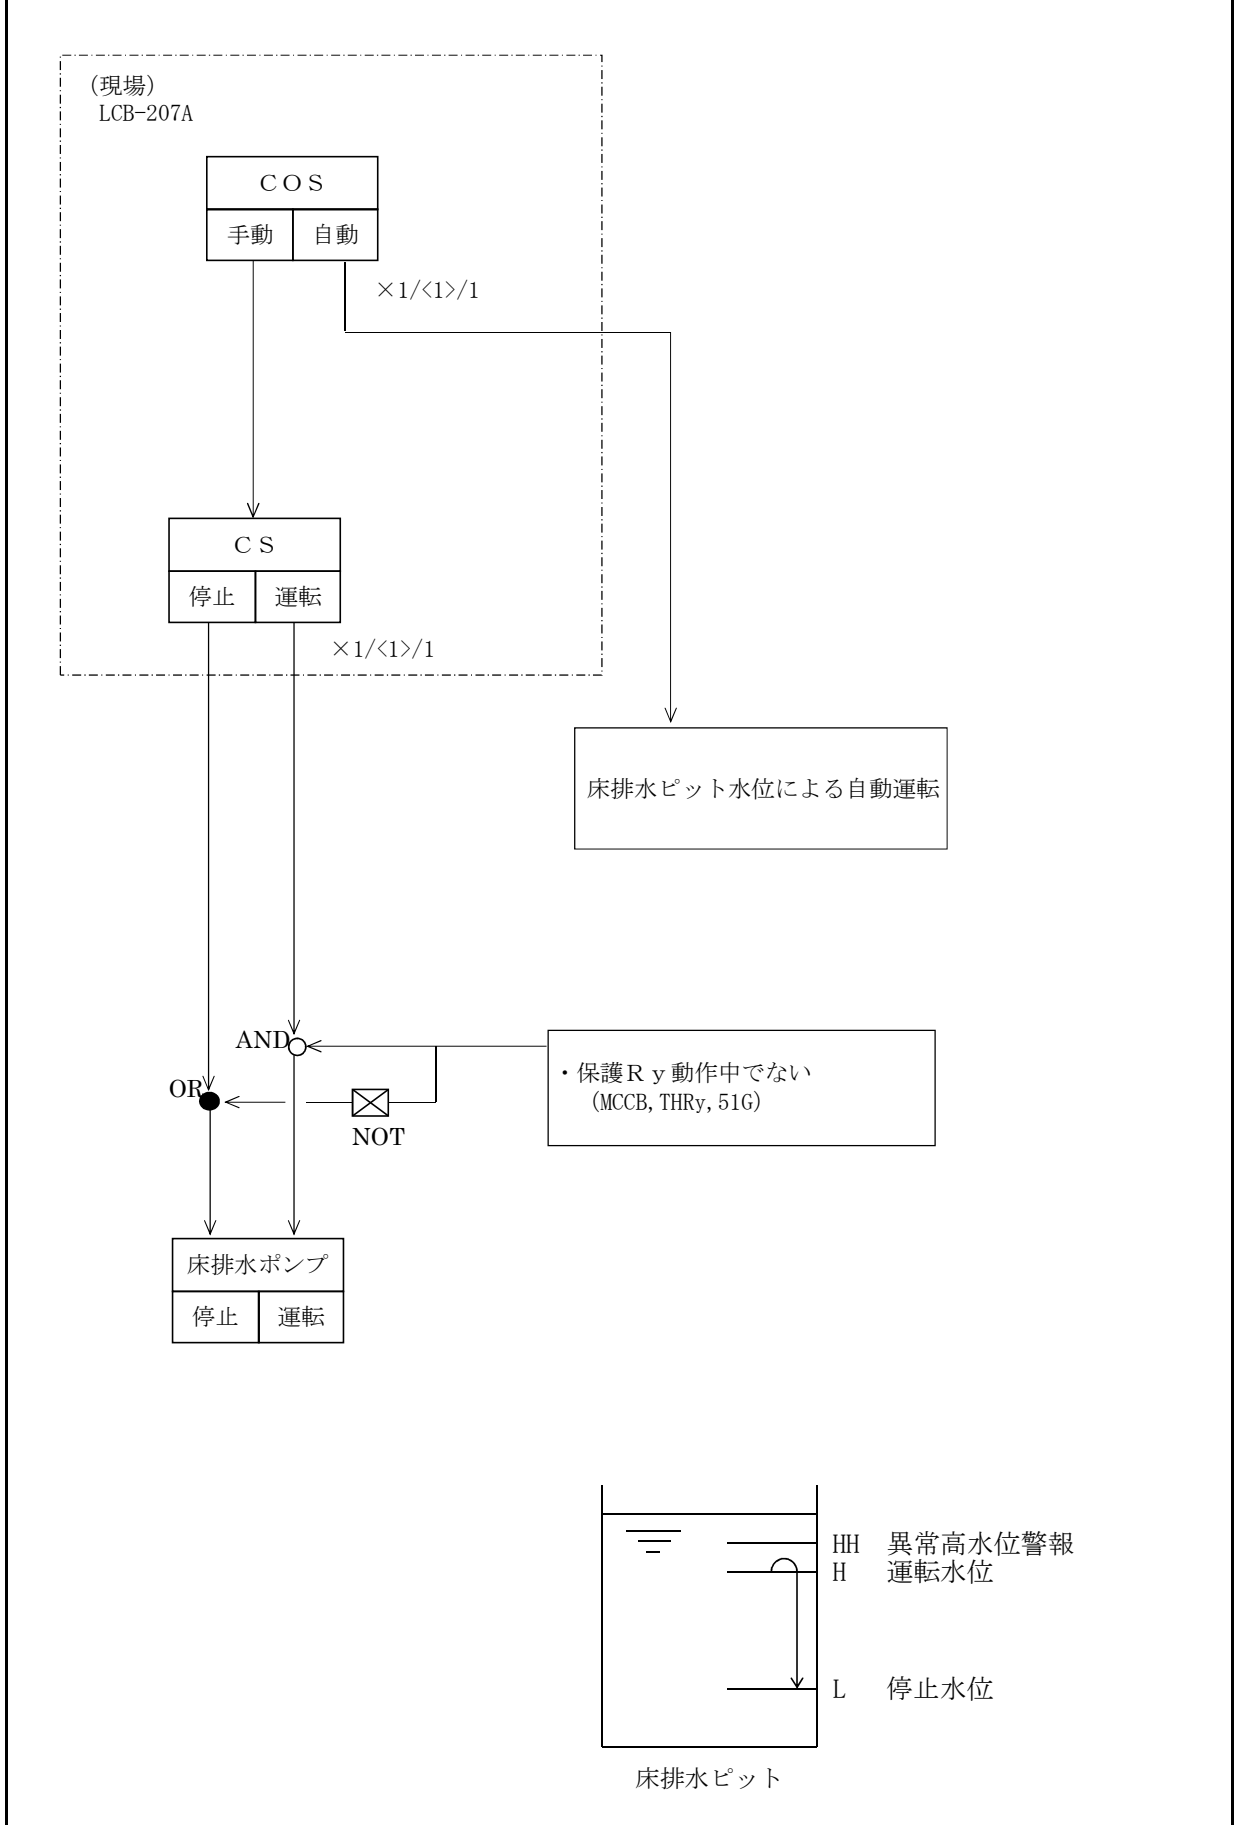 (現場)
LCB-207A
ＣＯＳ
手動 自動
×1/<1>/1
ＣＳ
停止 運転
×1/<1>/1
床排水ピット水位による自動運転
AND
・保護Ｒｙ動作中でない
(MCCB,THRy,51G)
OR
NOT
床排水ポンプ
停止 運転
HH 異常高水位警報
H 運転水位
L 停止水位
床排水ピット